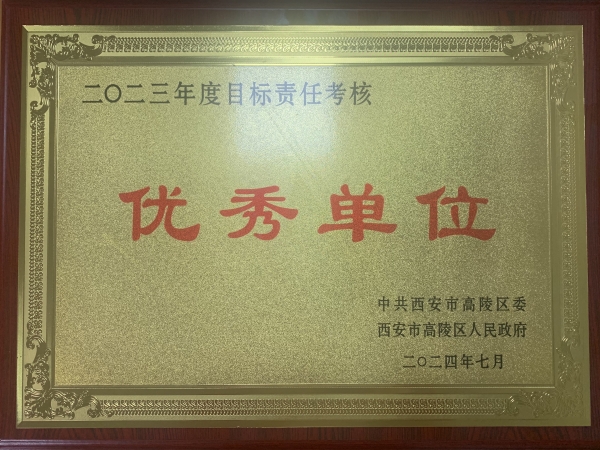 二〇二三年度目标责任考核
优秀单位
中共西安市高陵区委
西安市高陵区人民政府
二〇二四年七月